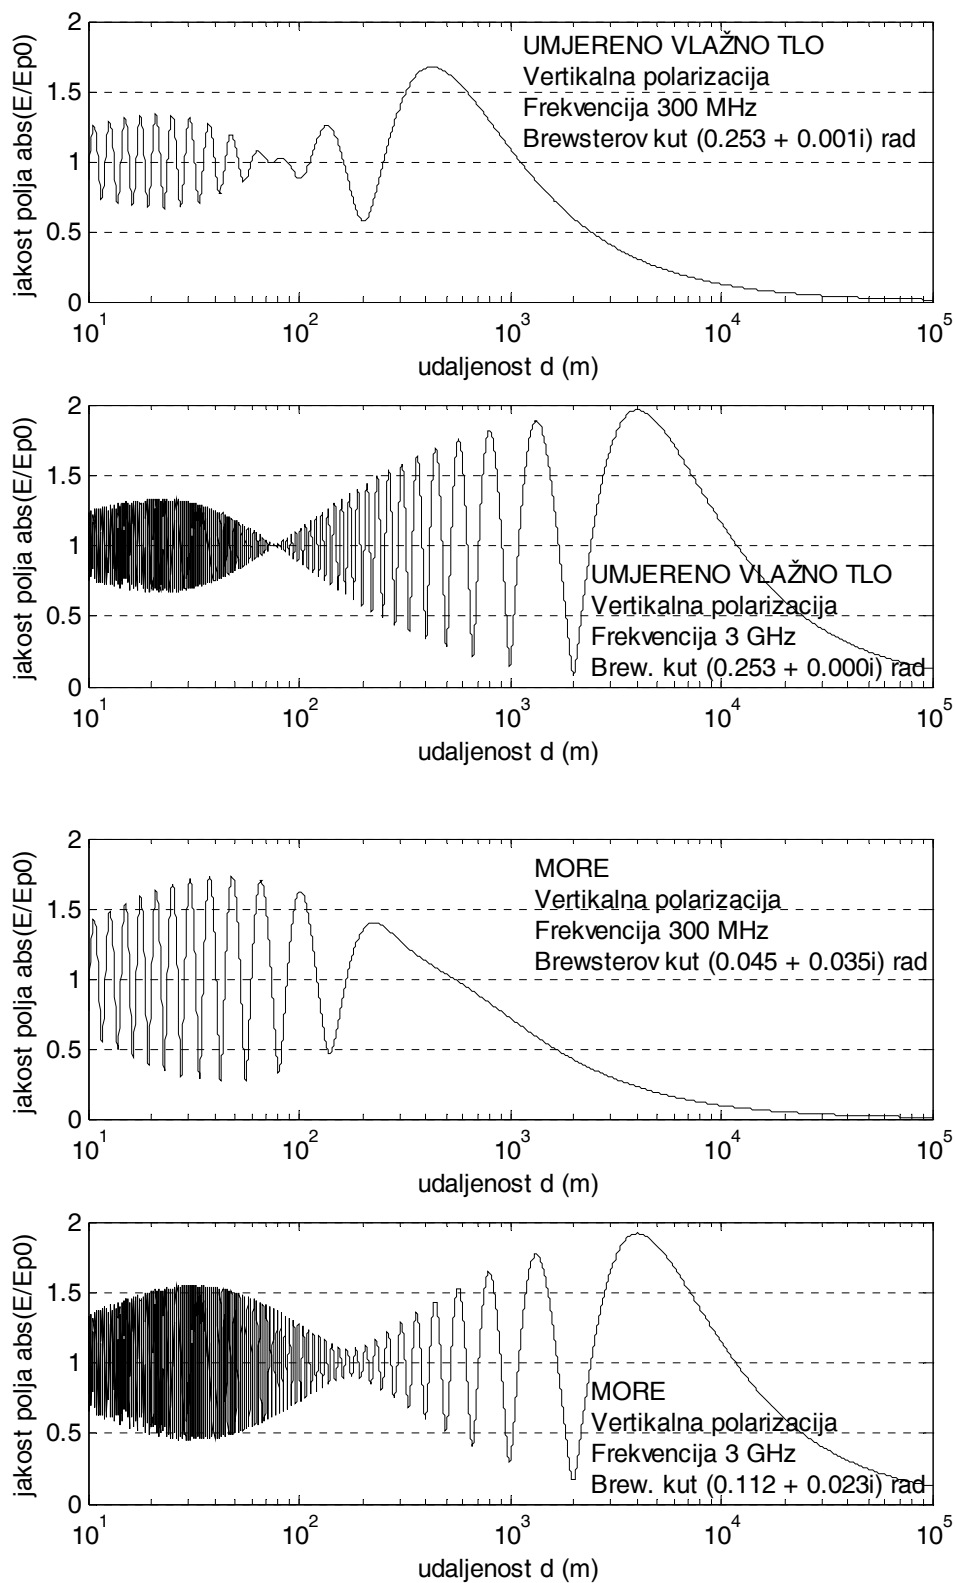 2
1.5
1
0.5
0
jakost polja abs(E/Ep0)
UMJERENO VLAŽNO TLO
Vertikalna polarizacija
Frekvencija 300 MHz
Brewsterov kut (0.253 + 0.001i) rad
10^1 10^2 10^3 10^4 10^5
udaljenost d (m)
2
1.5
1
0.5
0
jakost polja abs(E/Ep0)
UMJERENO VLAŽNO TLO
Vertikalna polarizacija
Frekvencija 3 GHz
Brew. kut (0.253 + 0.000i) rad
10^1 10^2 10^3 10^4 10^5
udaljenost d (m)
2
1.5
1
0.5
0
jakost polja abs(E/Ep0)
MORE
Vertikalna polarizacija
Frekvencija 300 MHz
Brewsterov kut (0.045 + 0.035i) rad
10^1 10^2 10^3 10^4 10^5
udaljenost d (m)
2
1.5
1
0.5
0
jakost polja abs(E/Ep0)
MORE
Vertikalna polarizacija
Frekvencija 3 GHz
Brew. kut (0.112 + 0.023i) rad
10^1 10^2 10^3 10^4 10^5
udaljenost d (m)